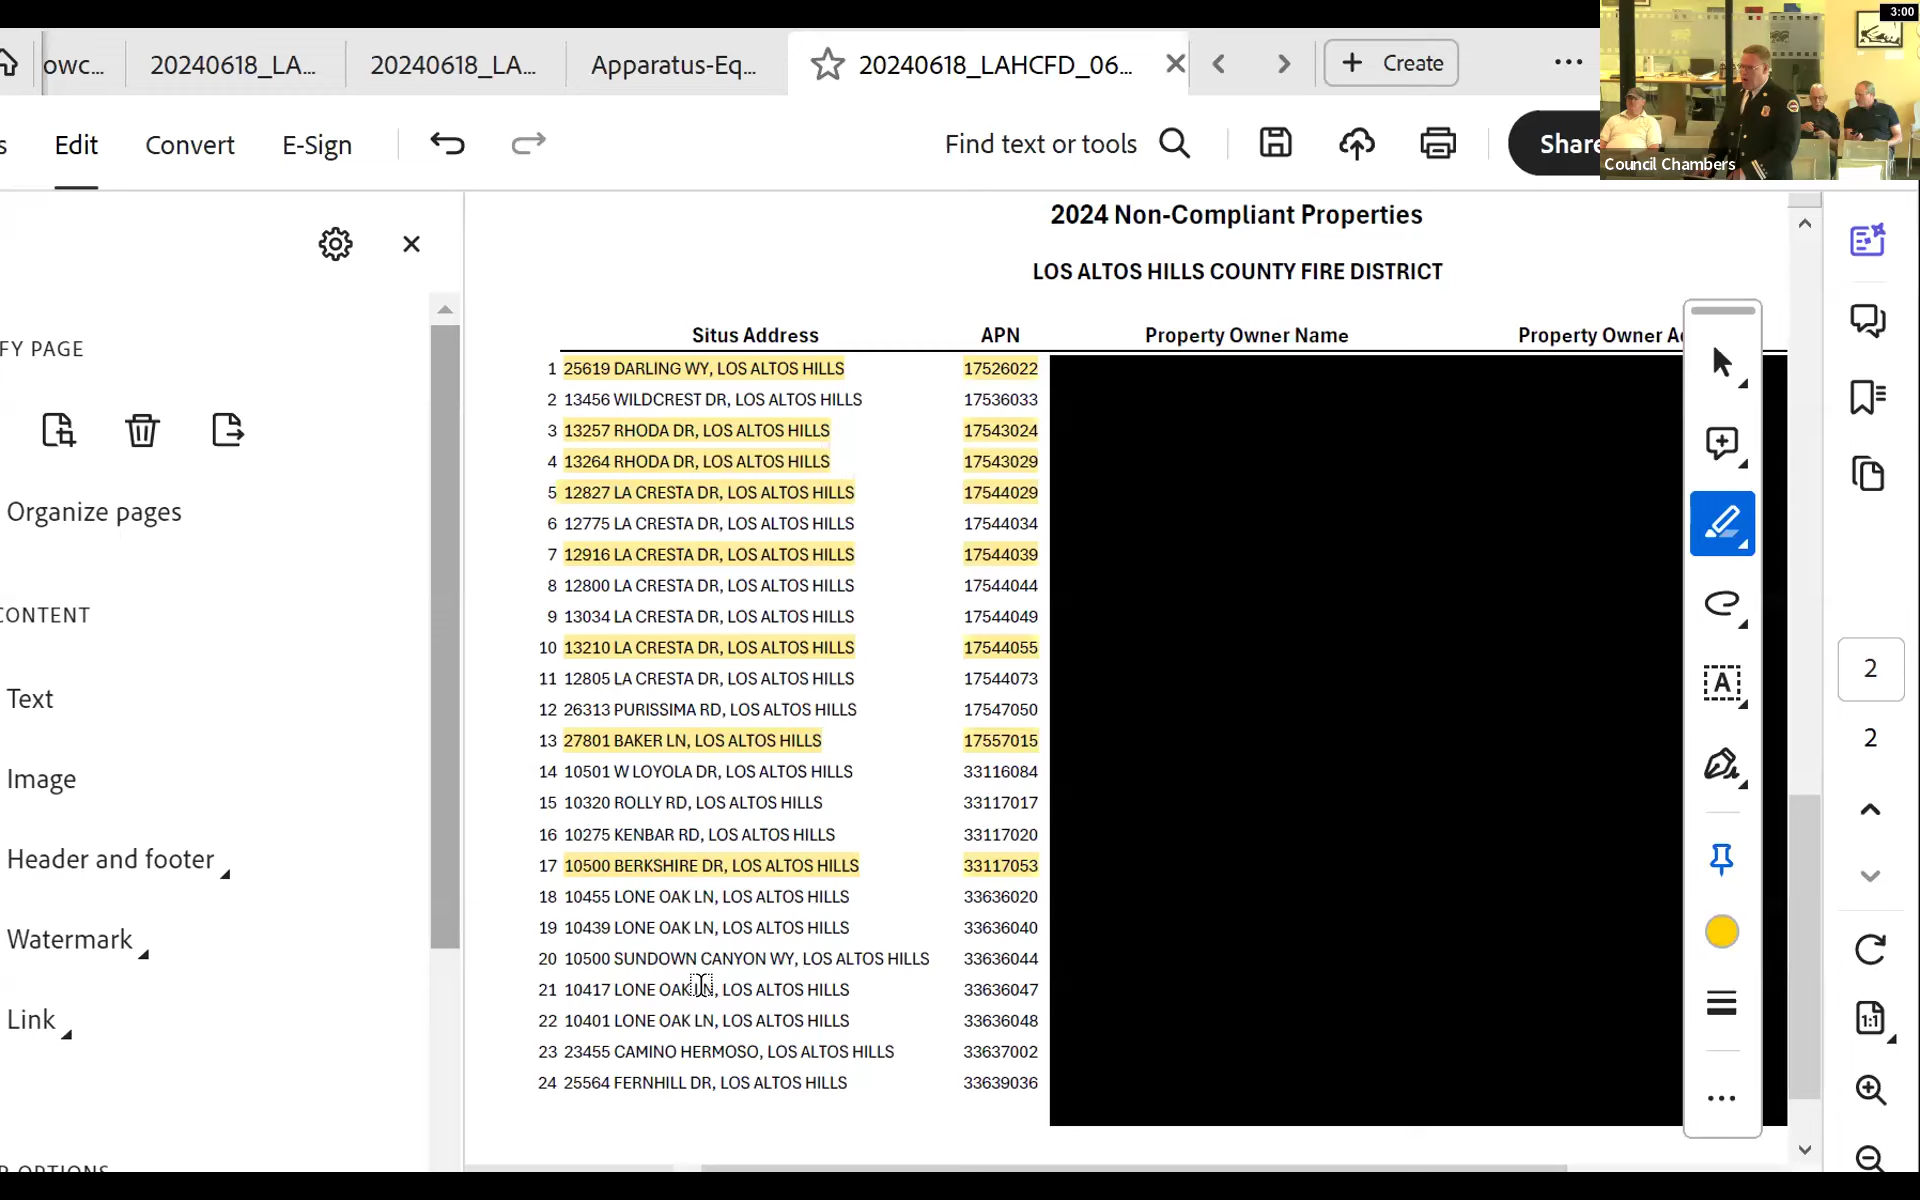 owc...
20240618_LA...
20240618_LA...
Apparatus-Eq...
20240618_LAHCFD_06...
Create
3:00
Edit
Convert
E-Sign
Find text or tools
Share
Council Chambers
2024 Non-Compliant Properties
LOS ALTOS HILLS COUNTY FIRE DISTRICT
FY PAGE
Organize pages
CONTENT
Text
Image
Header and footer
Watermark
Link
Situs Address APN Property Owner Name Property Owner Ad
1 25619 DARLING WY, LOS ALTOS HILLS 17526022
2 13456 WILDCREST DR, LOS ALTOS HILLS 17536033
3 13257 RHODA DR, LOS ALTOS HILLS 17543024
4 13264 RHODA DR, LOS ALTOS HILLS 17543029
5 12827 LA CRESTA DR, LOS ALTOS HILLS 17544029
6 12775 LA CRESTA DR, LOS ALTOS HILLS 17544034
7 12916 LA CRESTA DR, LOS ALTOS HILLS 17544039
8 12800 LA CRESTA DR, LOS ALTOS HILLS 17544044
9 13034 LA CRESTA DR, LOS ALTOS HILLS 17544049
10 13210 LA CRESTA DR, LOS ALTOS HILLS 17544055
11 12805 LA CRESTA DR, LOS ALTOS HILLS 17544073
12 26313 PURISSIMA RD, LOS ALTOS HILLS 17547050
13 27801 BAKER LN, LOS ALTOS HILLS 17557015
14 10501 W LOYOLA DR, LOS ALTOS HILLS 33116084
15 10320 ROLLY RD, LOS ALTOS HILLS 33117017
16 10275 KENBAR RD, LOS ALTOS HILLS 33117020
17 10500 BERKSHIRE DR, LOS ALTOS HILLS 33117053
18 10455 LONE OAK LN, LOS ALTOS HILLS 33636020
19 10439 LONE OAK LN, LOS ALTOS HILLS 33636040
20 10500 SUNDOWN CANYON WY, LOS ALTOS HILLS 33636044
21 10417 LONE OAK LN, LOS ALTOS HILLS 33636047
22 10401 LONE OAK LN, LOS ALTOS HILLS 33636048
23 23455 CAMINO HERMOSO, LOS ALTOS HILLS 33637002
24 25564 FERNHILL DR, LOS ALTOS HILLS 33639036
A
2
2
1:1